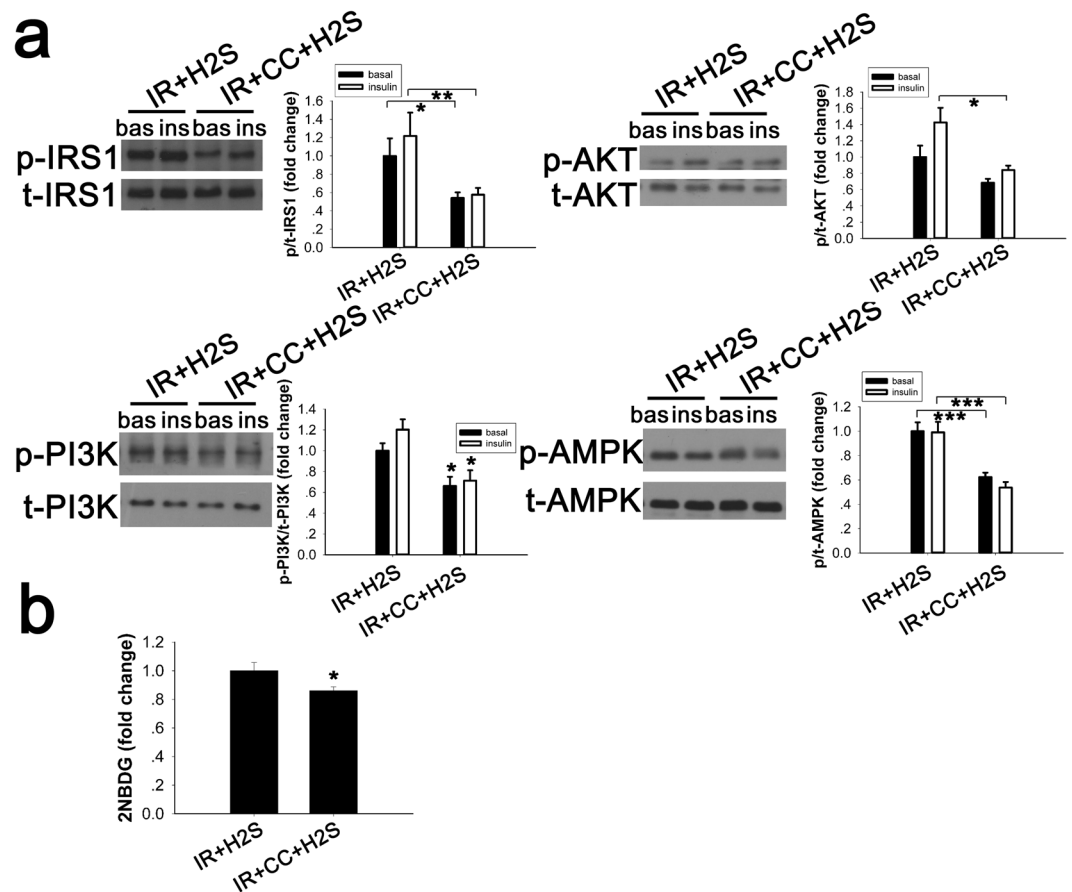 a
IR+H2S
IR+CC+H2S
bas ins bas ins
p-IRS1
t-IRS1
basal
insulin
**
*
p/t-IRS1 (fold change)
1.6
1.4
1.2
1.0
.8
.6
.4
.2
0.0
IR+H2S
IR+CC+H2S
IR+H2S
IR+CC+H2S
bas ins bas ins
p-AKT
t-AKT
basal
insulin
*
p/t-AKT (fold change)
2.0
1.8
1.6
1.4
1.2
1.0
.8
.6
.4
.2
0.0
IR+H2S
IR+CC+H2S
IR+H2S
IR+CC+H2S
bas ins bas ins
p-PI3K
t-PI3K
basal
insulin
* *
p-PI3K/t-PI3K (fold change)
1.4
1.2
1.0
.8
.6
.4
.2
0.0
IR+H2S
IR+CC+H2S
IR+H2S
IR+CC+H2S
bas ins bas ins
p-AMPK
t-AMPK
basal
insulin
***
***
p/t-AMPK (fold change)
1.2
1.0
.8
.6
.4
.2
0.0
IR+H2S
IR+CC+H2S
b
2NBDG (fold change)
1.2
1.0
.8
.6
.4
.2
0.0
*
IR+H2S
IR+CC+H2S